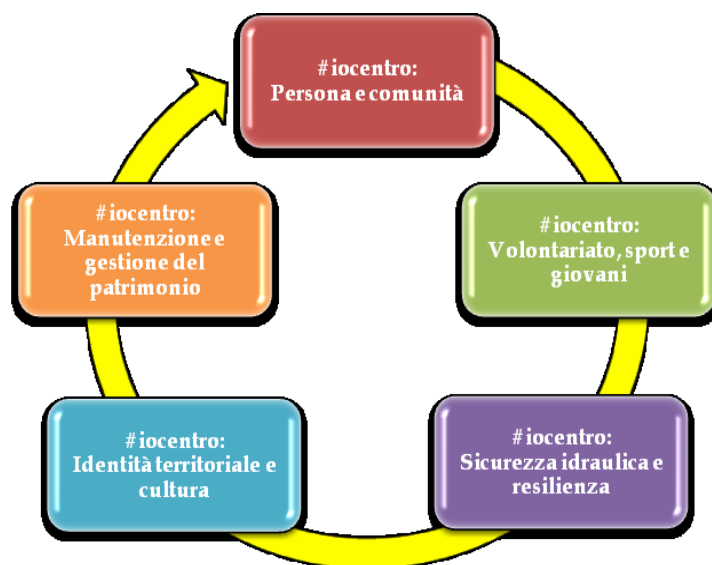 #iocentro:
Persona e comunità
#iocentro:
Volontariato, sport e
giovani
#iocentro:
Sicurezza idraulica e
resilienza
#iocentro:
Identità territoriale e
cultura
#iocentro:
Manutenzione e
gestione del
patrimonio